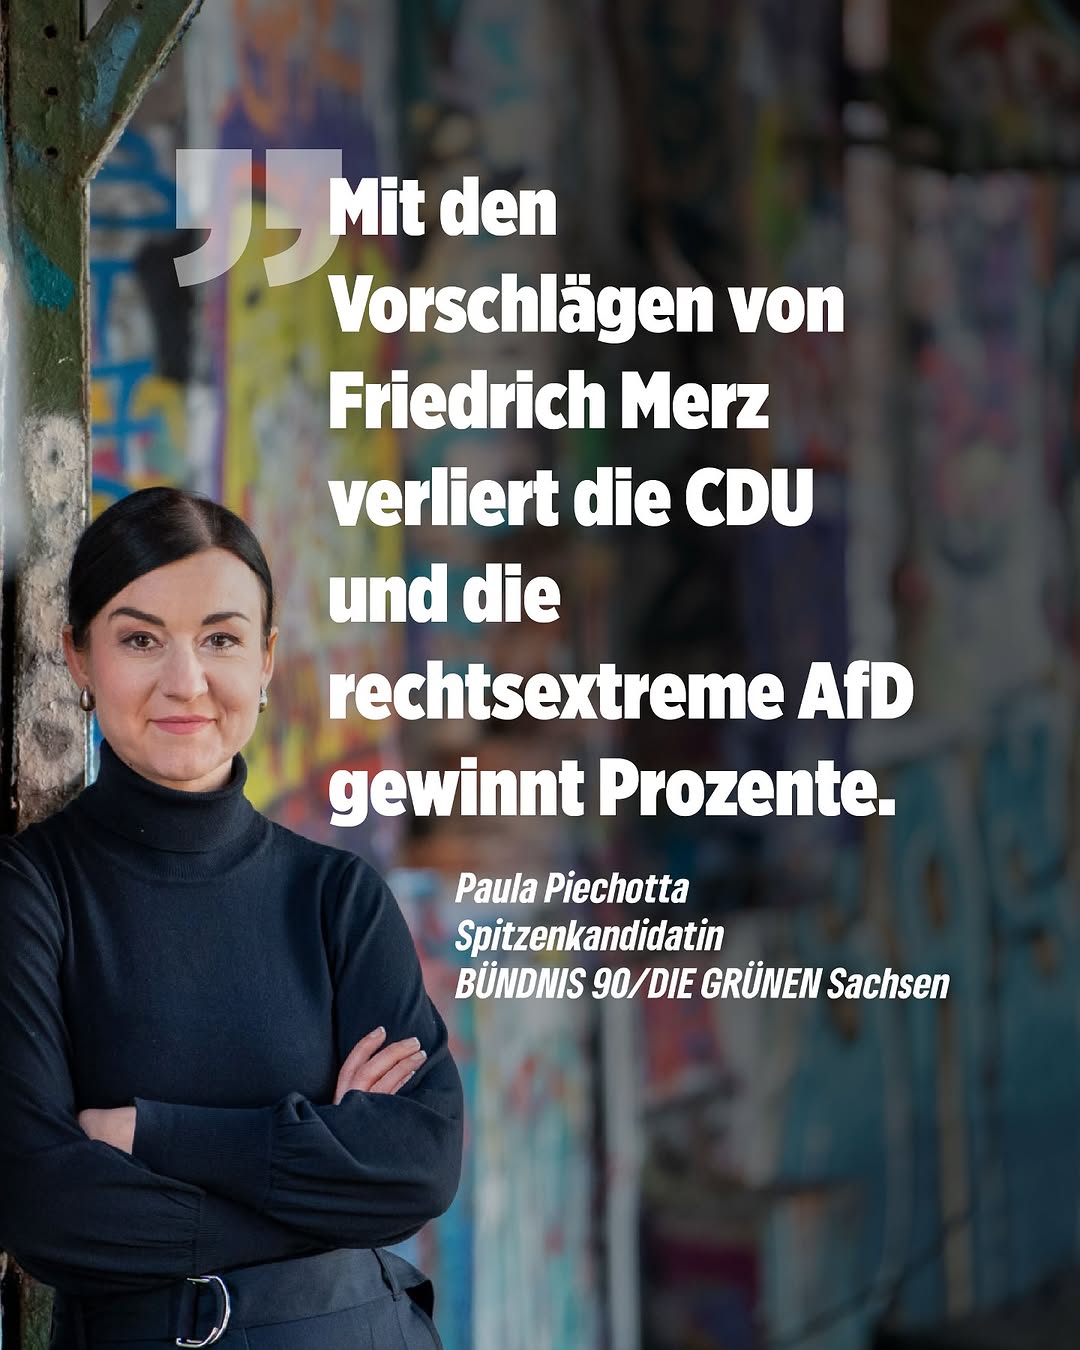 Mit den
Vorschlägen von
Friedrich Merz
verliert die CDU
und die
rechtsextreme AfD
gewinnt Prozente.
Paula Piechotta
Spitzenkandidatin
BÜNDNIS 90/DIE GRÜNEN Sachsen